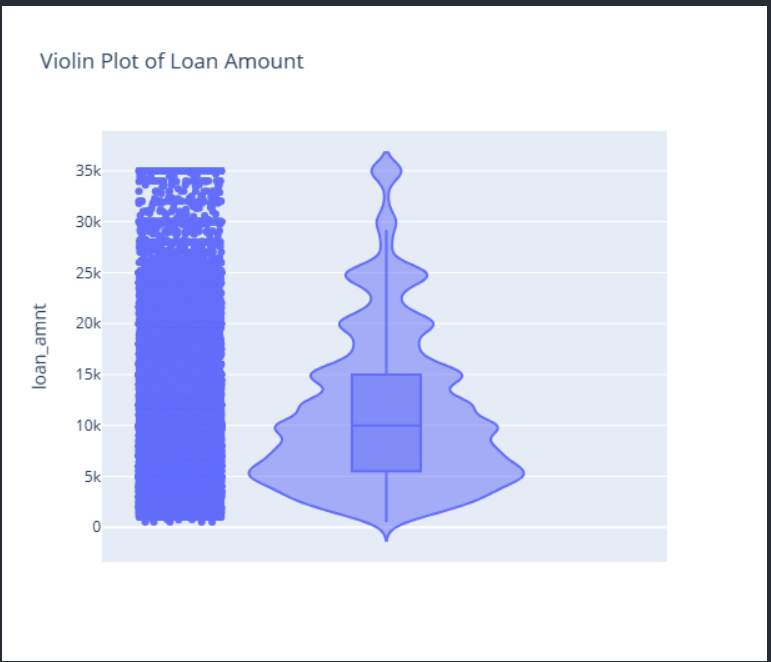 Violin Plot of Loan Amount
35k
30k
25k
20k
15k
10k
5k
0
loan_amnt